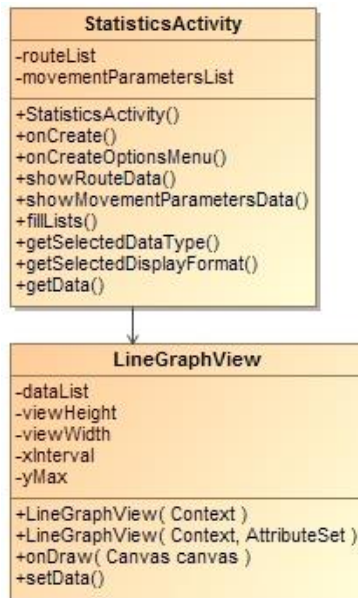 StatisticsActivity
-routeList
-movementParametersList
+StatisticsActivity()
+onCreate()
+onCreateOptionsMenu()
+showRouteData()
+showMovementParametersData()
+fillLists()
+getSelectedDataType()
+getSelectedDisplayFormat()
+getData()
LineGraphView
-dataList
-viewHeight
-viewWidth
-xInterval
-yMax
+LineGraphView( Context )
+LineGraphView( Context, AttributeSet )
+onDraw( Canvas canvas )
+setData()